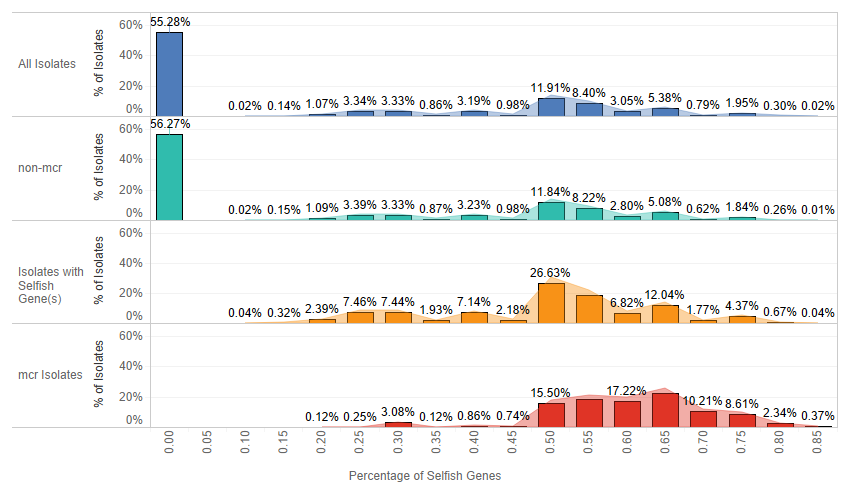 60%
55.28%
All Isolates
% of Isolates
40%
20%
0%
0.02% 0.14% 1.07% 3.34% 3.33% 0.86% 3.19% 0.98% 11.91% 8.40% 3.05% 5.38% 0.79% 1.95% 0.30% 0.02%
60%
56.27%
non-mcr
% of Isolates
40%
20%
0%
0.02% 0.15% 1.09% 3.39% 3.33% 0.87% 3.23% 0.98% 11.84% 8.22% 2.80% 5.08% 0.62% 1.84% 0.26% 0.01%
60%
Isolates with
Selfish
Gene(s)
% of Isolates
40%
20%
0%
0.04% 0.32% 2.39% 7.46% 7.44% 1.93% 7.14% 2.18% 26.63% 6.82% 12.04% 1.77% 4.37% 0.67% 0.04%
60%
mcr Isolates
% of Isolates
40%
20%
0%
0.12% 0.25% 3.08% 0.12% 0.86% 0.74% 15.50% 17.22% 10.21% 8.61% 2.34% 0.37%
0.00 0.05 0.10 0.15 0.20 0.25 0.30 0.35 0.40 0.45 0.50 0.55 0.60 0.65 0.70 0.75 0.80 0.85
Percentage of Selfish Genes